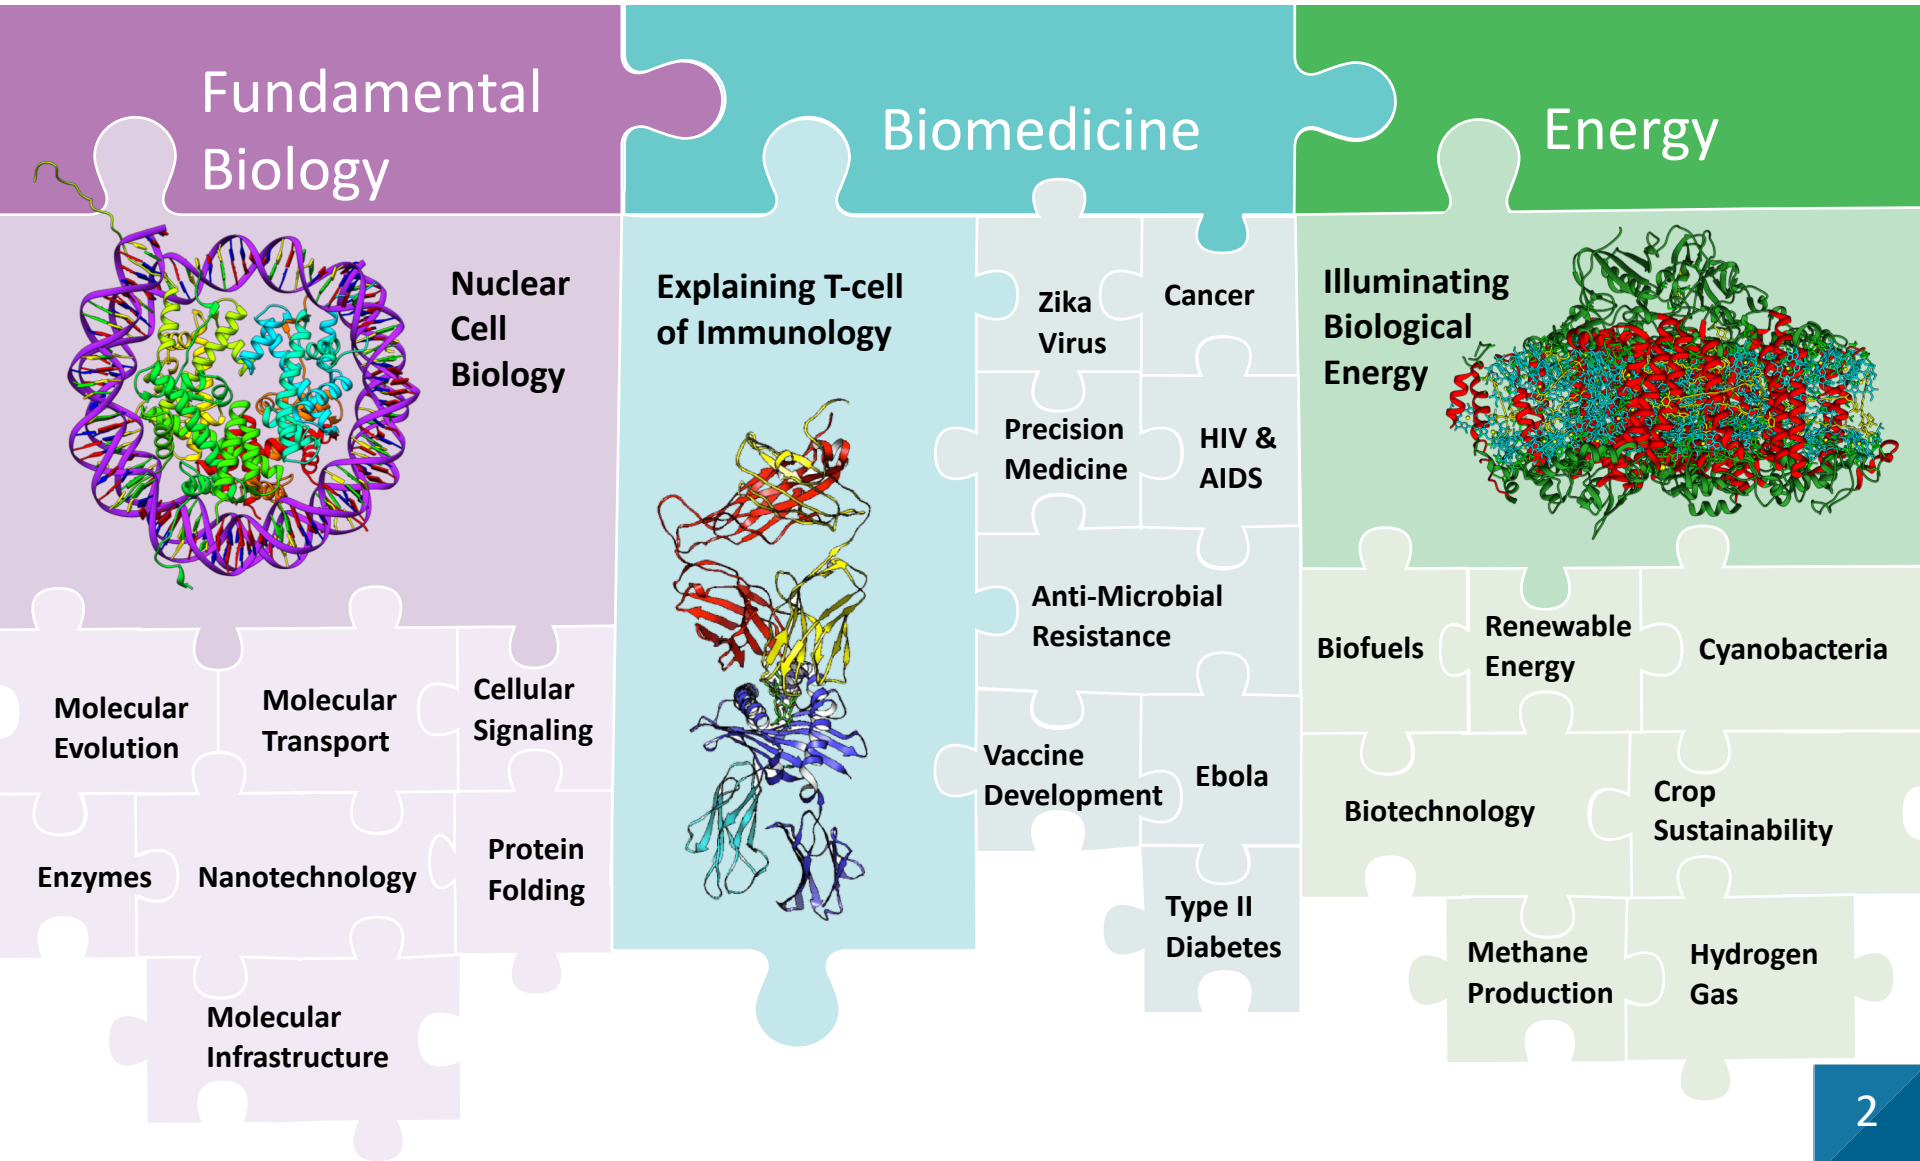 Fundamental
Biology
Biomedicine
Energy
Nuclear
Cell
Biology
Explaining T-cell
of Immunology
Zika
Virus
Cancer
Precision
Medicine
HIV &
AIDS
Anti-Microbial
Resistance
Vaccine
Development
Ebola
Type II
Diabetes
Illuminating
Biological
Energy
Biofuels
Renewable
Energy
Cyanobacteria
Biotechnology
Crop
Sustainability
Methane
Production
Hydrogen
Gas
Molecular
Evolution
Molecular
Transport
Cellular
Signaling
Enzymes
Nanotechnology
Protein
Folding
Molecular
Infrastructure
2